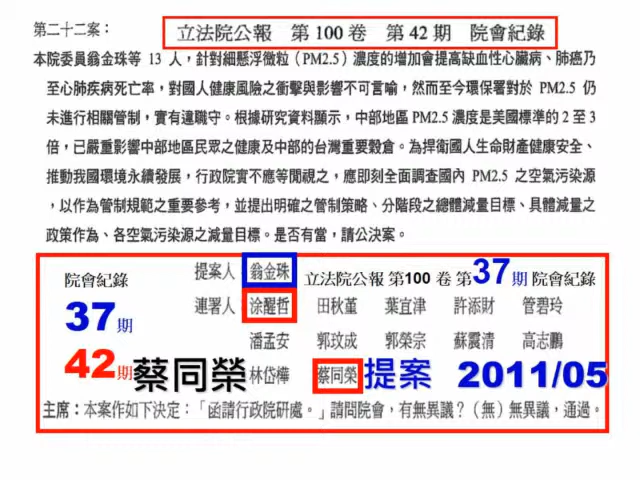 第二十二案：
立法院公報 第 100 卷 第 42 期 院會紀錄
本院委員翁金珠等 13 人，針對細懸浮微粒（PM2.5）濃度的增加會提高缺血性心臟病、肺癌乃
至心肺疾病死亡率，對國人健康風險之衝擊與影響不可言喻，然而至今環保署對於 PM2.5 仍
未進行相關管制，實有違職守。根據研究資料顯示，中部地區 PM2.5 濃度是美國標準的 2 至 3
倍，已嚴重影響中部地區民眾之健康及中部的台灣重要穀倉。為捍衛國人生命財產健康安全、
推動我國環境永續發展，行政院實不應等閒視之，應即刻全面調查國內 PM2.5 之空氣污染源
，以作為管制規範之重要參考，並提出明確之管制策略、分階段之總體減量目標、具體減量之
政策作為、各空氣污染源之減量目標。是否有當，請公決案。
院會紀錄 提案人 翁金珠 立法院公報 第100 卷 第37期 院會紀錄
37期 連署人 涂醒哲 田秋堇 葉宜津 許添財 管碧玲
潘孟安 郭玟成 郭榮宗 蘇震清 高志鵬
42期 蔡同榮 林岱樺 蔡同榮 提案 2011/05
主席：本案作如下決定：「函請行政院研處。」請問院會，有無異議？（無）無異議，通過。